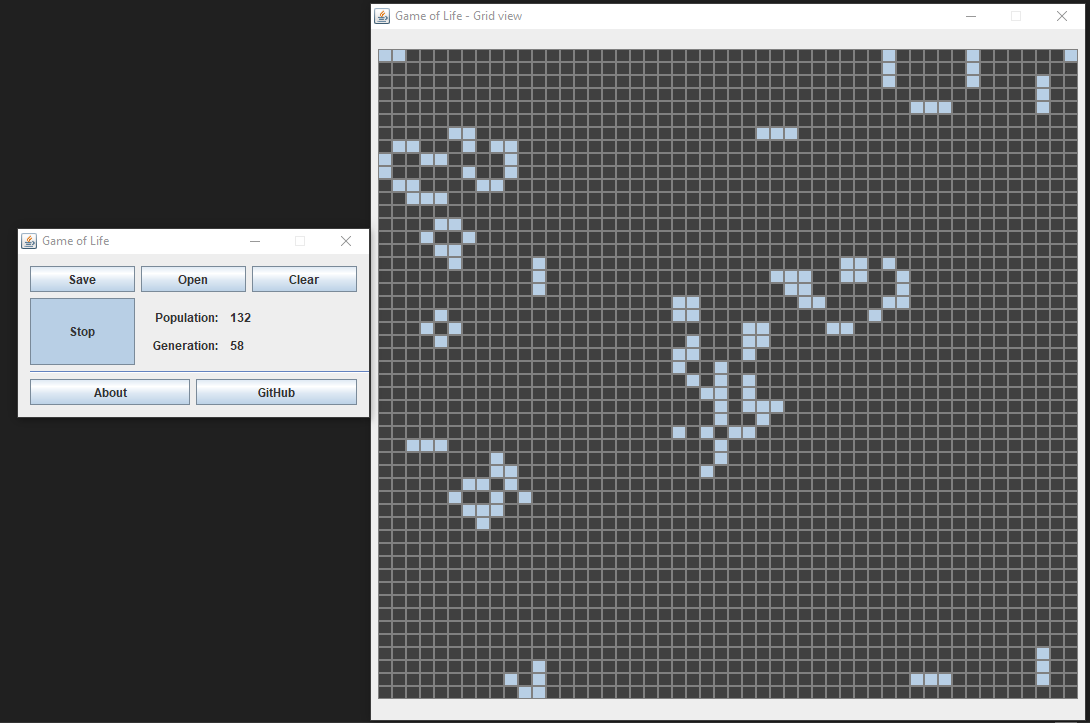 Game of Life - Grid view
Game of Life
Save Open Clear
Stop
Population: 132
Generation: 58
About GitHub